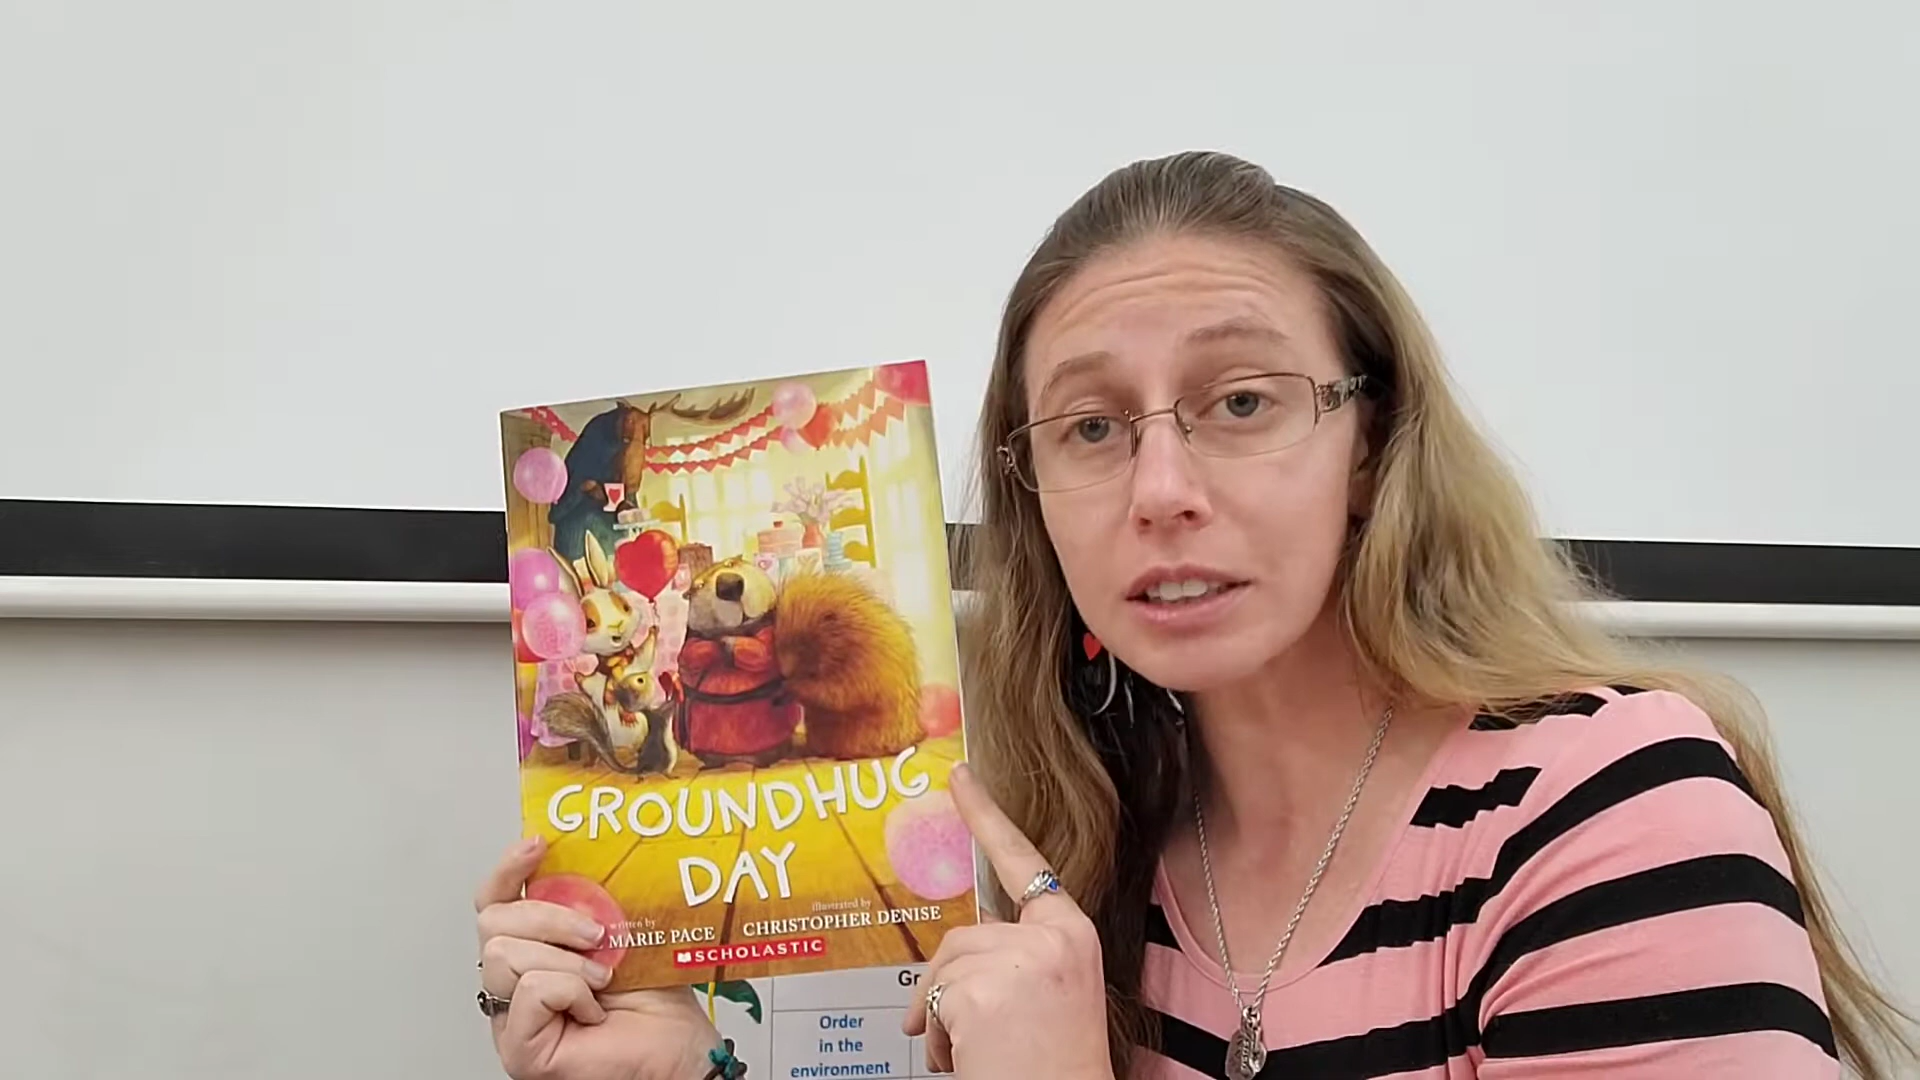 GROUNDHUG
DAY
written by
MARIE PACE
illustrated by
CHRISTOPHER DENISE
SCHOLASTIC
Gr
Order
in the
environment